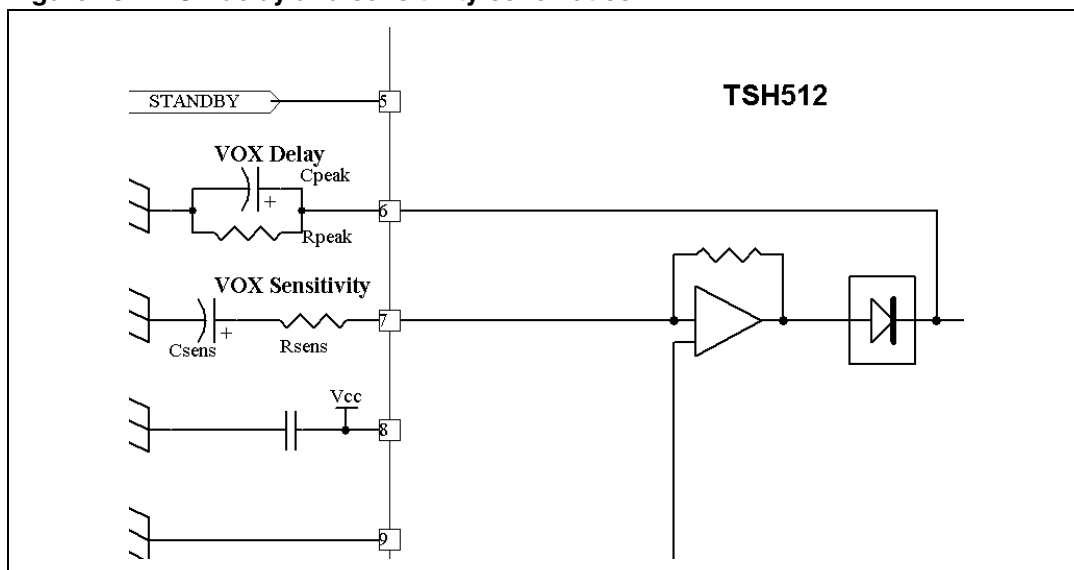 TSH512
STANDBY
5
VOX Delay
Cpeak
+
6
Rpeak
VOX Sensitivity
7
+
Csens
Rsens
Vcc
8
9